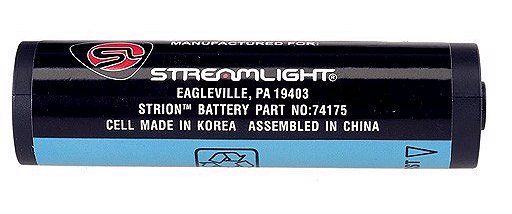 MANUFACTURED FOR:
STREAMLIGHT®
EAGLEVILLE, PA 19403
STRION™ BATTERY PART NO:74175
CELL MADE IN KOREA ASSEMBLED IN CHINA